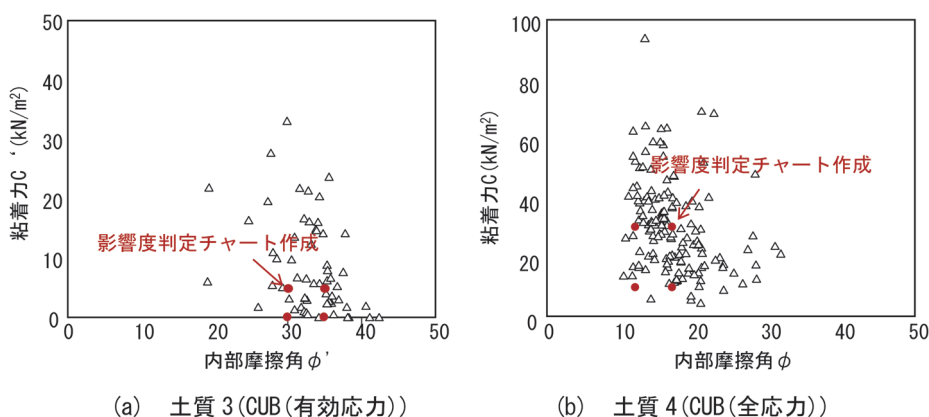 50
40
30
20
10
0
粘着力C ‘ (kN/m²)
影響度判定チャート作成
0 10 20 30 40 50
内部摩擦角φ'
(a) 土質3(CUB(有効応力))
100
80
60
40
20
0
粘着力C(kN/m²)
影響度判定チャート作成
0 10 20 30 40 50
内部摩擦角φ
(b) 土質4(CUB(全応力))